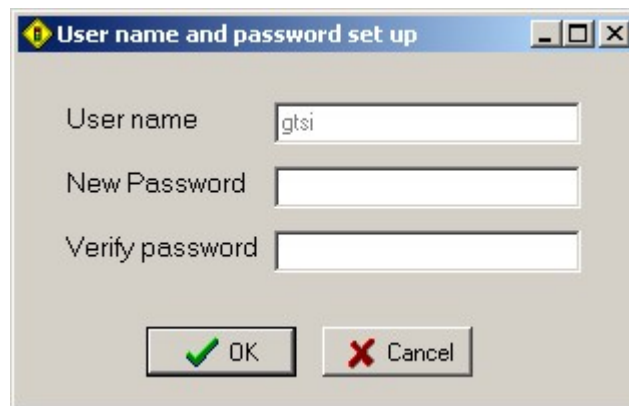 User name and password set up
User name gtsi
New Password
Verify password
OK Cancel